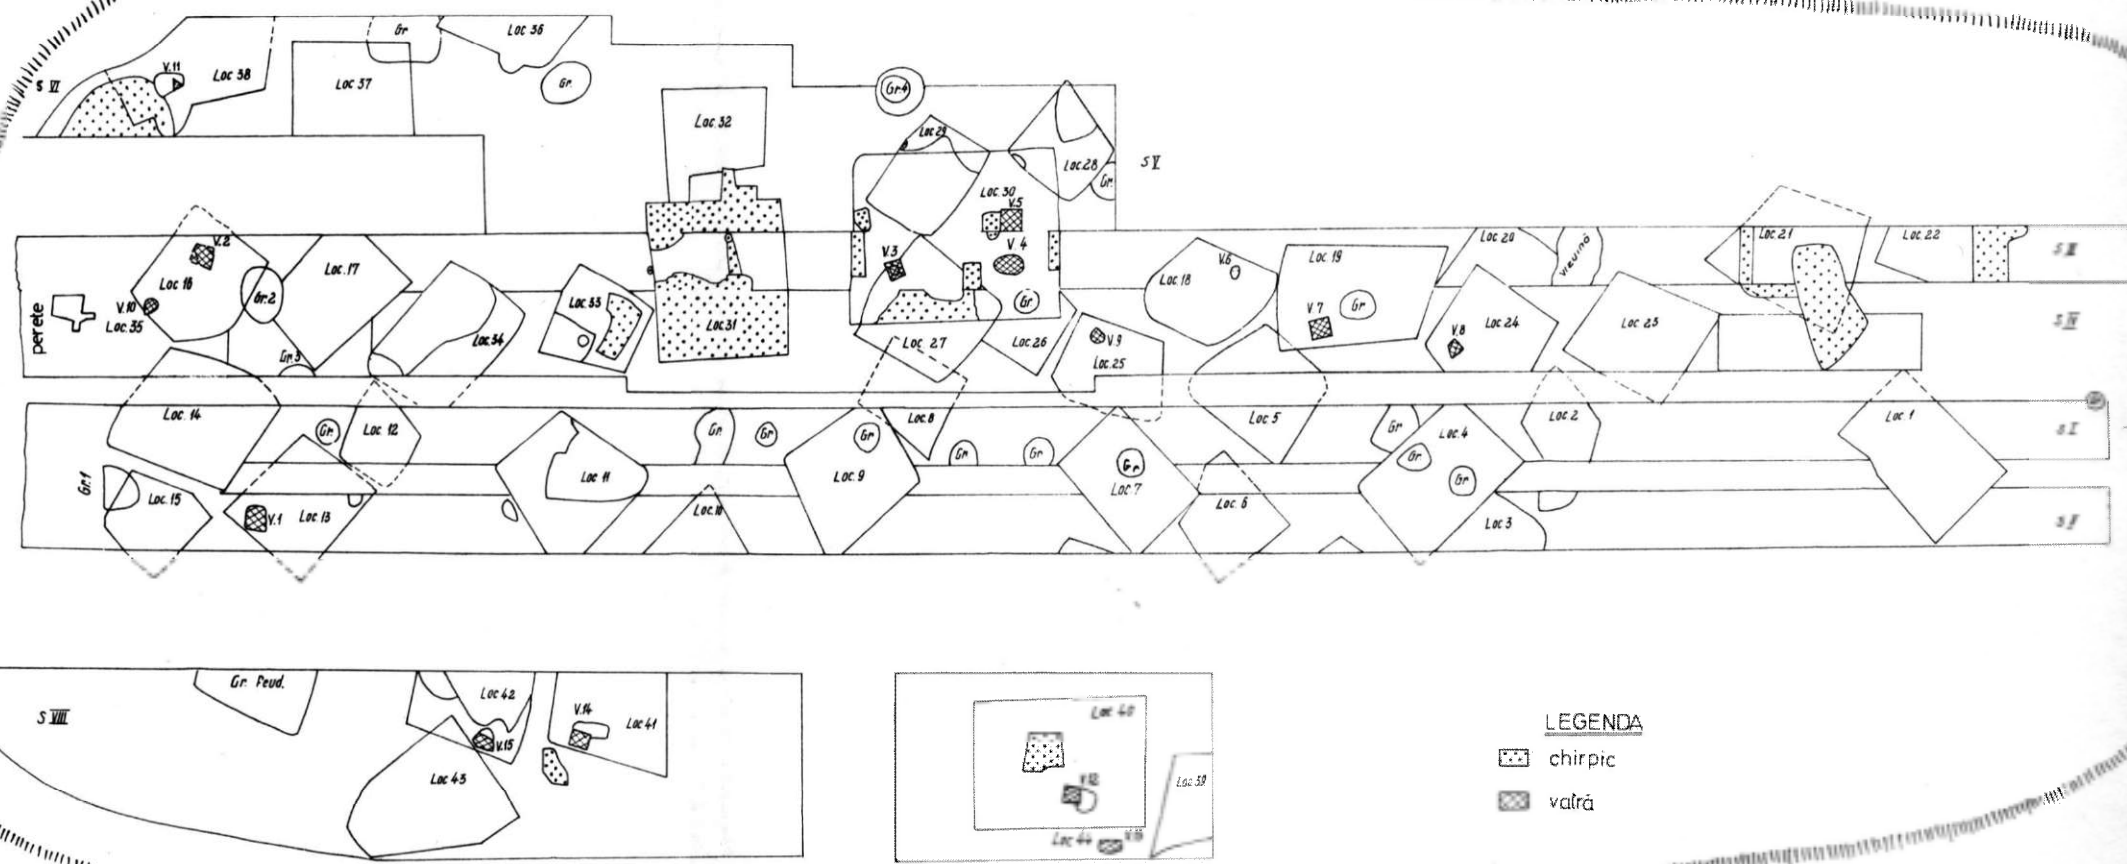 Gr
Loc 36
V.11
Loc 38
S VI
Loc 37
Gr.
Gr.4
Loc. 32
Loc 29
Loc.28
S V
Gr.
Loc. 30
V.5
V.2
V.3
V. 4
Loc. 17
Loc 16
Gr.2
V.10
Loc.35
perete
Gr.3
Loc.34
Loc.33
Loc.31
Gr
Loc. 27
Loc.26
V.9
Loc.25
Loc.18
V.6
Loc. 19
V.7
Gr
Loc 20
vizuină
V.8
Loc 24
Loc.23
Loc.21
Loc. 22
S III
S IV
Loc. 14
Gr.
Loc 12
Loc 11
Gr.
Gr
Gr
Loc.8
Loc. 9
Gr
Gr
Gr
Loc.7
Loc. 5
Loc. 6
Gr
Loc.4
Gr
Gr
Loc 3
Loc 2
Loc 1
S I
Gr.1
Loc.15
V.1
Loc 13
Loc.10
S VIII
Gr. Feud.
Loc 42
V.15
V.14
Loc 41
Loc 43
Loc 40
V.12
Loc 39
Loc 44
LEGENDA
chirpic
vatră